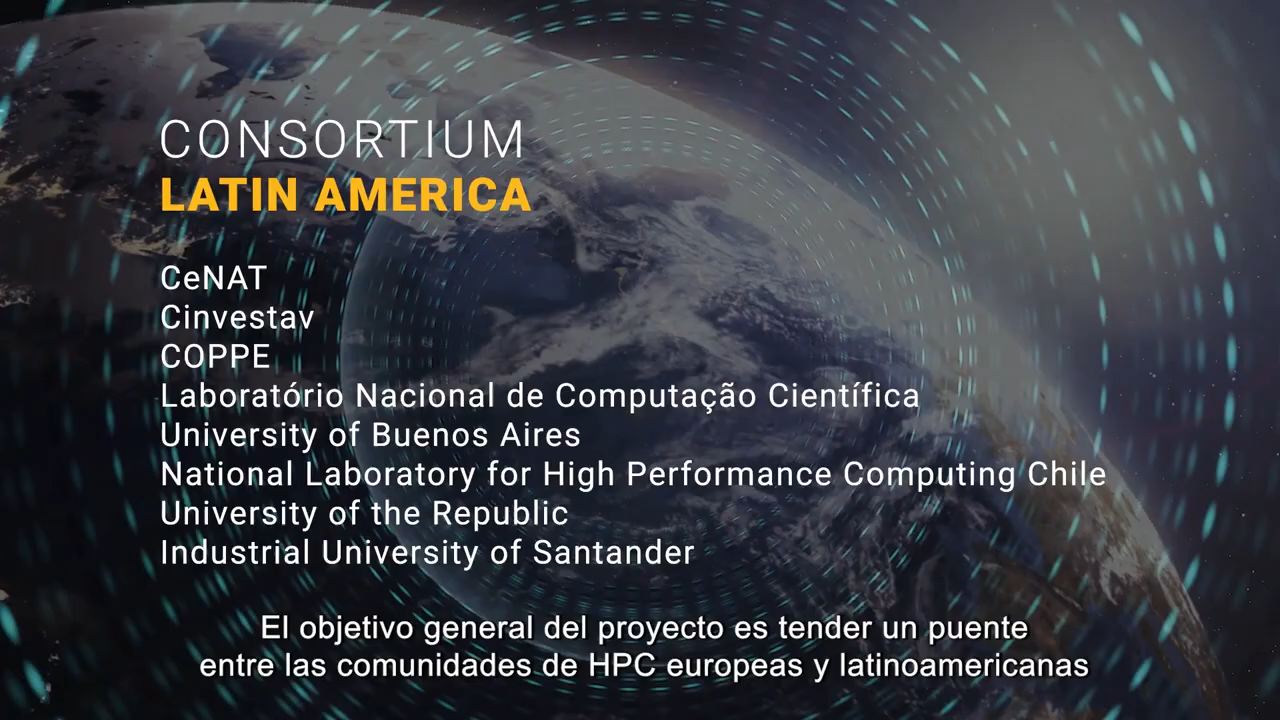 CONSORTIUM
LATIN AMERICA
CeNAT
Cinvestav
COPPE
Laboratório Nacional de Computação Científica
University of Buenos Aires
National Laboratory for High Performance Computing Chile
University of the Republic
Industrial University of Santander
El objetivo general del proyecto es tender un puente
entre las comunidades de HPC europeas y latinoamericanas